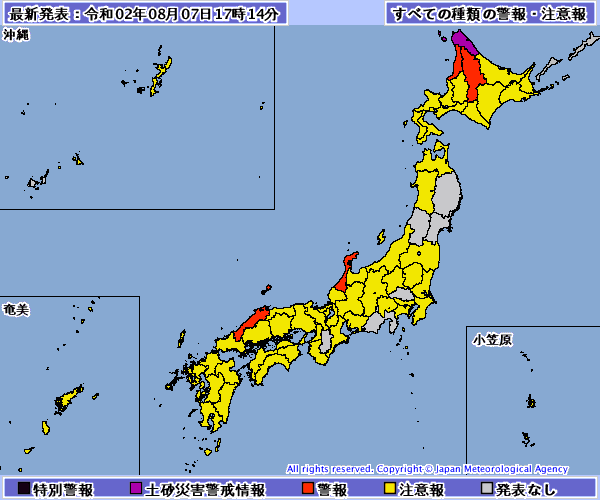 最新発表：令和02年08月07日17時14分
すべての種類の警報・注意報
沖縄
奄美
小笠原
All rights reserved. Copyright © Japan Meteorological Agency
特別警報
土砂災害警戒情報
警報
注意報
発表なし